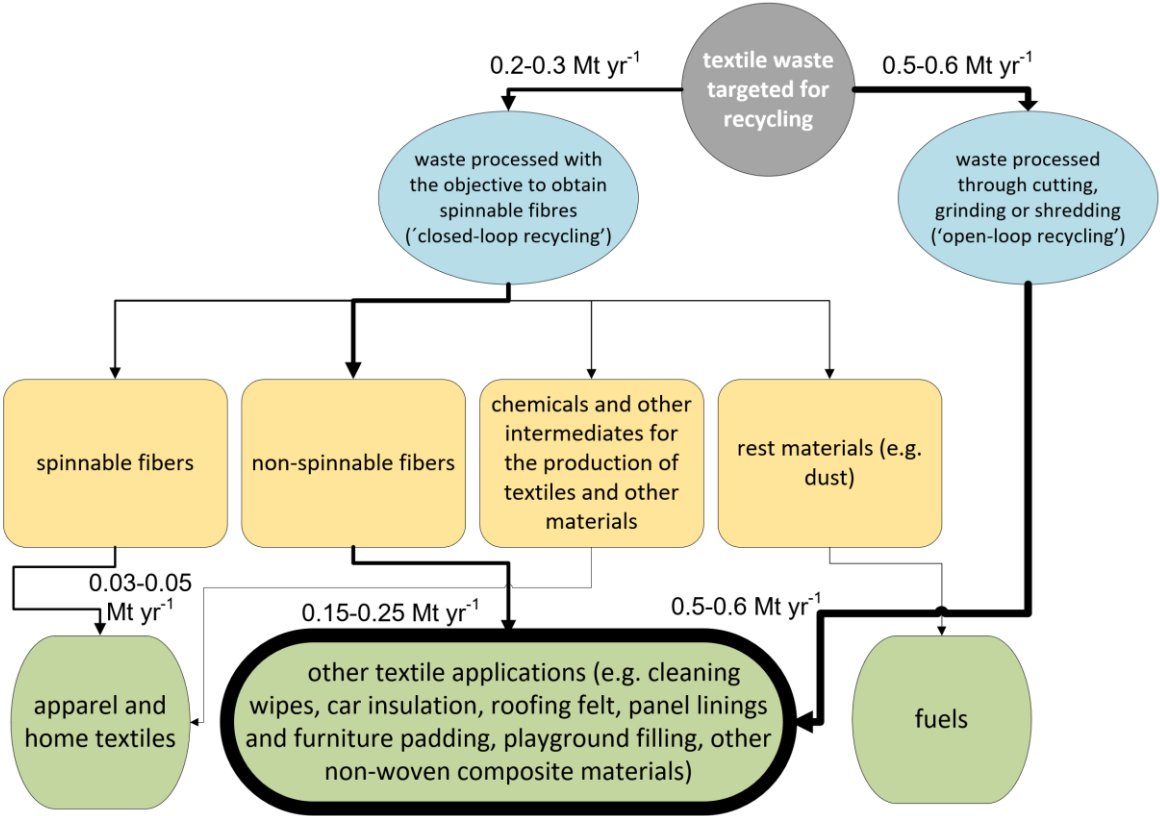 textile waste
targeted for
recycling
0.2-0.3 Mt yr⁻¹
0.5-0.6 Mt yr⁻¹
waste processed with
the objective to obtain
spinnable fibres
(´closed-loop recycling’)
waste processed
through cutting,
grinding or shredding
(‘open-loop recycling’)
spinnable fibers
non-spinnable fibers
chemicals and other
intermediates for
the production of
textiles and other
materials
rest materials (e.g.
dust)
0.03-0.05
Mt yr⁻¹
0.15-0.25 Mt yr⁻¹
0.5-0.6 Mt yr⁻¹
apparel and
home textiles
other textile applications (e.g. cleaning
wipes, car insulation, roofing felt, panel linings
and furniture padding, playground filling, other
non-woven composite materials)
fuels